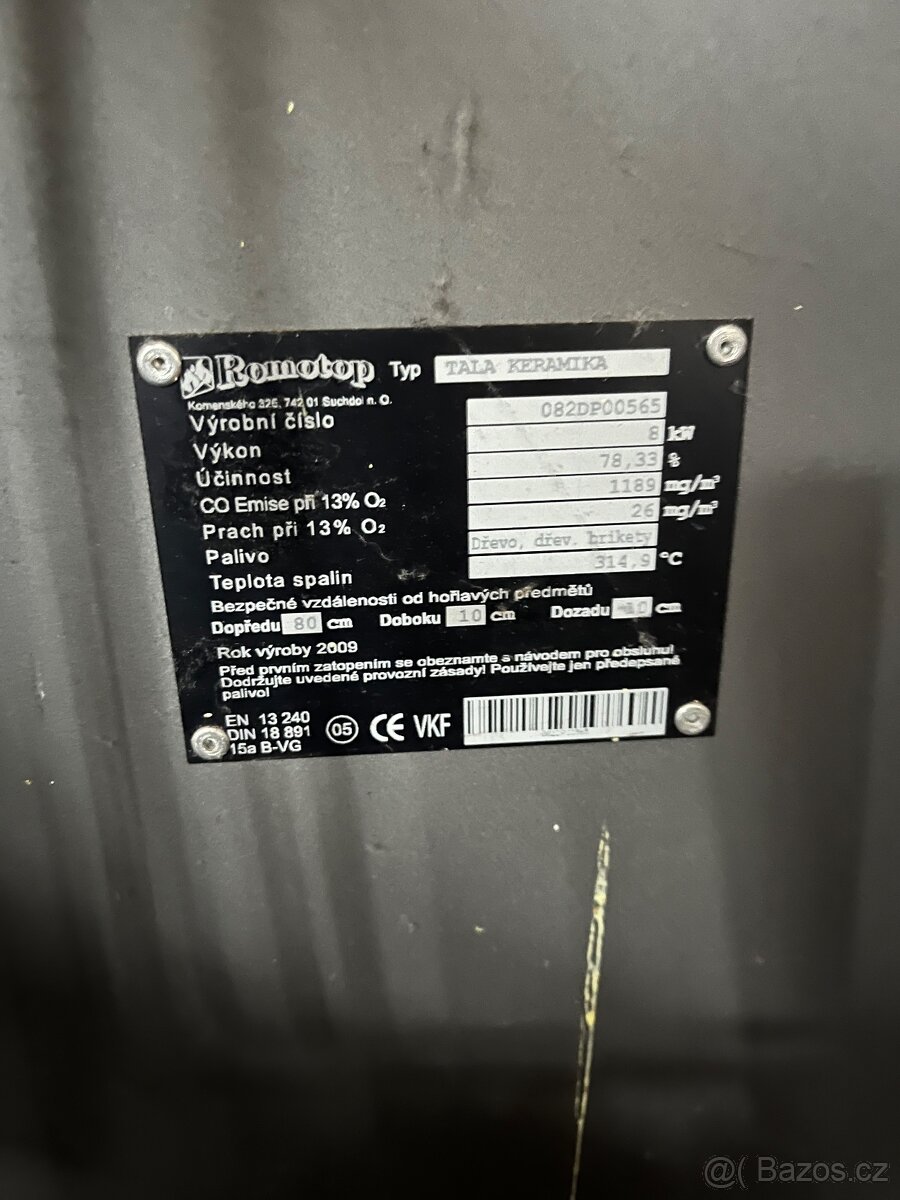 Romotop Typ TALA KERAMIKA
Komenského 325, 742 01 Suchdol n. O.
Výrobní číslo 082DP00565
Výkon 8 kW
Účinnost 78,33 %
CO Emise při 13% O₂ 1189 mg/m³
Prach při 13% O₂ 26 mg/m³
Palivo Dřevo, dřev. brikety
Teplota spalin 314,9 °C
Bezpečné vzdálenosti od hořlavých předmětů
Dopředu 80 cm Doboku 10 cm Dozadu 10 cm
Rok výroby 2009
Před prvním zatopením se obeznamte s návodem pro obsluhu!
Dodržujte uvedené provozní zásady! Používejte jen předepsané
palivo!
EN 13 240
DIN 18 891 05 CE VKF
15a B-VG
@( Bazos.cz